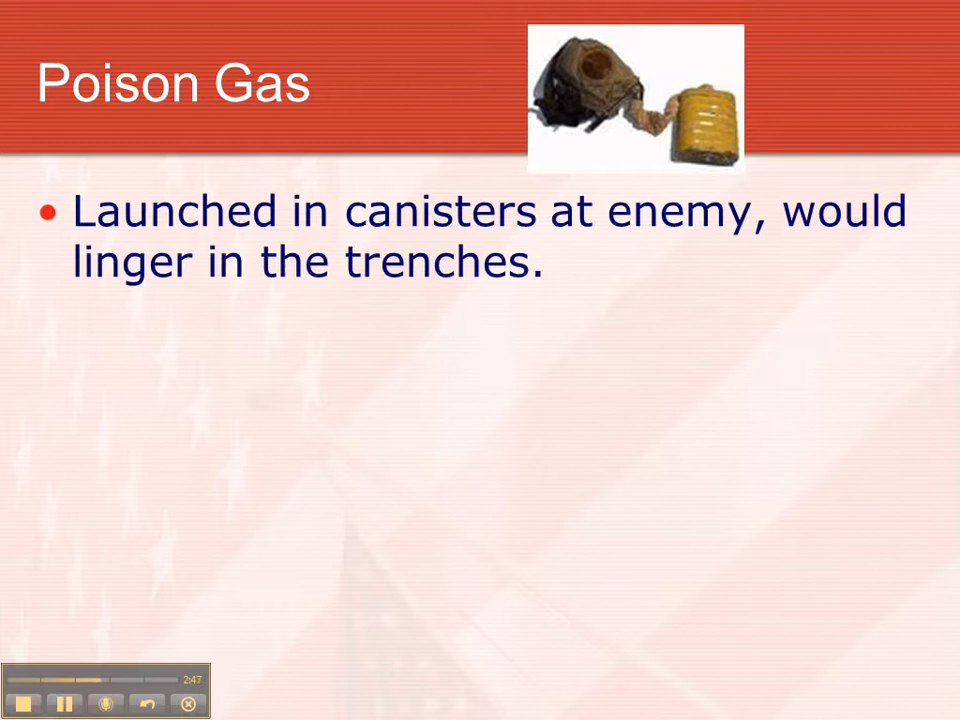 Poison Gas
• Launched in canisters at enemy, would
linger in the trenches.
2:47